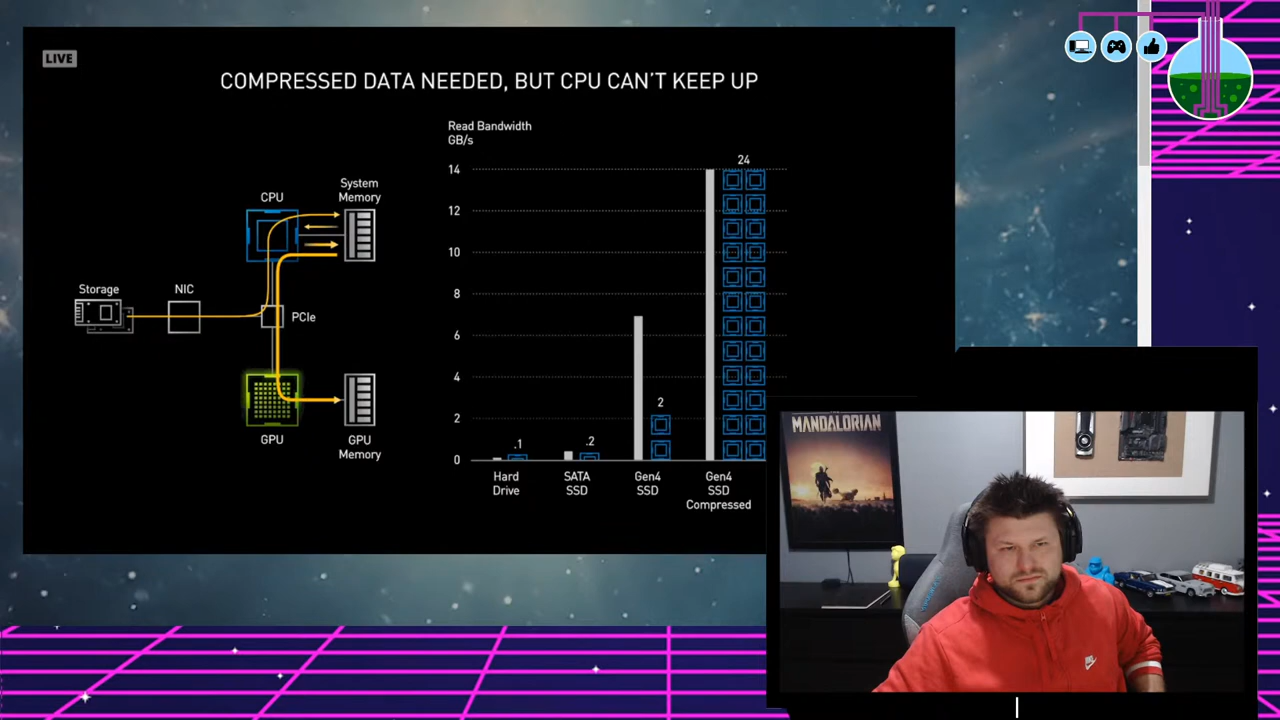 LIVE
COMPRESSED DATA NEEDED, BUT CPU CAN'T KEEP UP
Read Bandwidth
GB/s
14
12
10
8
6
4
2
0
.1
.2
2
24
Hard
Drive
SATA
SSD
Gen4
SSD
Gen4
SSD
Compressed
CPU
System
Memory
Storage
NIC
PCIe
GPU
GPU
Memory
MANDALORIAN